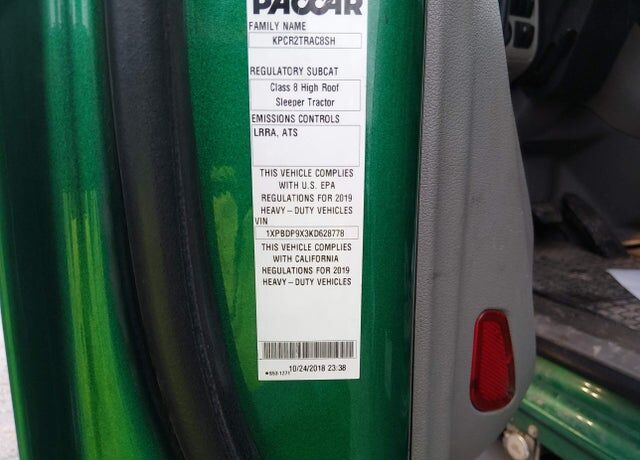 PACCAR
FAMILY NAME
KPCR2TRAC8SH
REGULATORY SUBCAT
Class 8 High Roof
Sleeper Tractor
EMISSIONS CONTROLS
LRRA, ATS
THIS VEHICLE COMPLIES
WITH U.S. EPA
REGULATIONS FOR 2019
HEAVY-DUTY VEHICLES
VIN
1XPBDP9X3KD628778
THIS VEHICLE COMPLIES
WITH CALIFORNIA
REGULATIONS FOR 2019
HEAVY-DUTY VEHICLES
10/24/2018 23:38